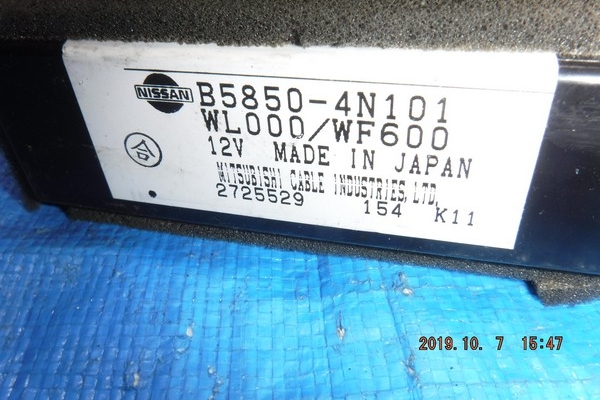 NISSAN B5850-4N101
WL000/WF600
合 12V MADE IN JAPAN
MITSUBISHI CABLE INDUSTRIES,LTD.
2725529 154 K11
2019.10. 7 15:47